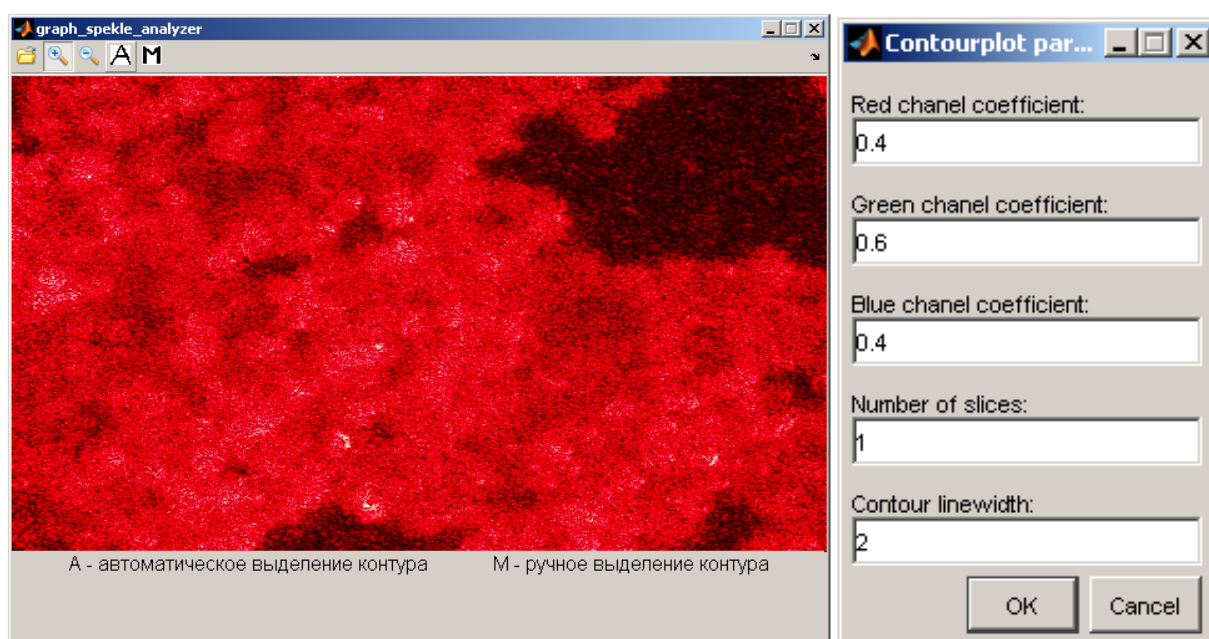 graph_spekle_analyzer
A M
А - автоматическое выделение контура
М - ручное выделение контура
Contourplot par...
Red chanel coefficient:
0.4
Green chanel coefficient:
0.6
Blue chanel coefficient:
0.4
Number of slices:
1
Contour linewidth:
2
OK
Cancel